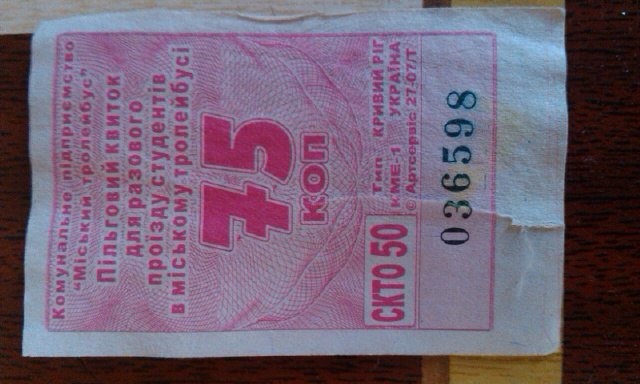 Комунальне підприємство
"Міський тролейбус"
Пільговий квиток
для разового
проїзду студентів
в міському тролейбусі
75
коп
Тип КРИВИЙ РІГ,
КМЕ-1 УКРАЇНА
© Артсервіс 27-07/Т
СКТО 50
036598